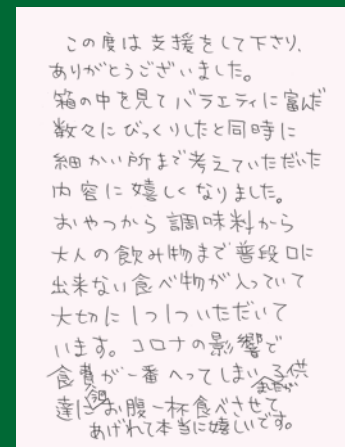 この度は支援をして下さり、
ありがとうございました。
箱の中を見てバラエティに富んだ
数々にびっくりしたと同時に
細かい所まで考えていただいた
内容に嬉しくなりました。
おやつから調味料から
大人の飲み物まで普段口に
出来ない食べ物が入っていて
大切に1つ1ついただいて
います。コロナの影響で
食費が一番へってしまい子供
達にお腹一杯食べさせて
あげれて本当に嬉しいです。